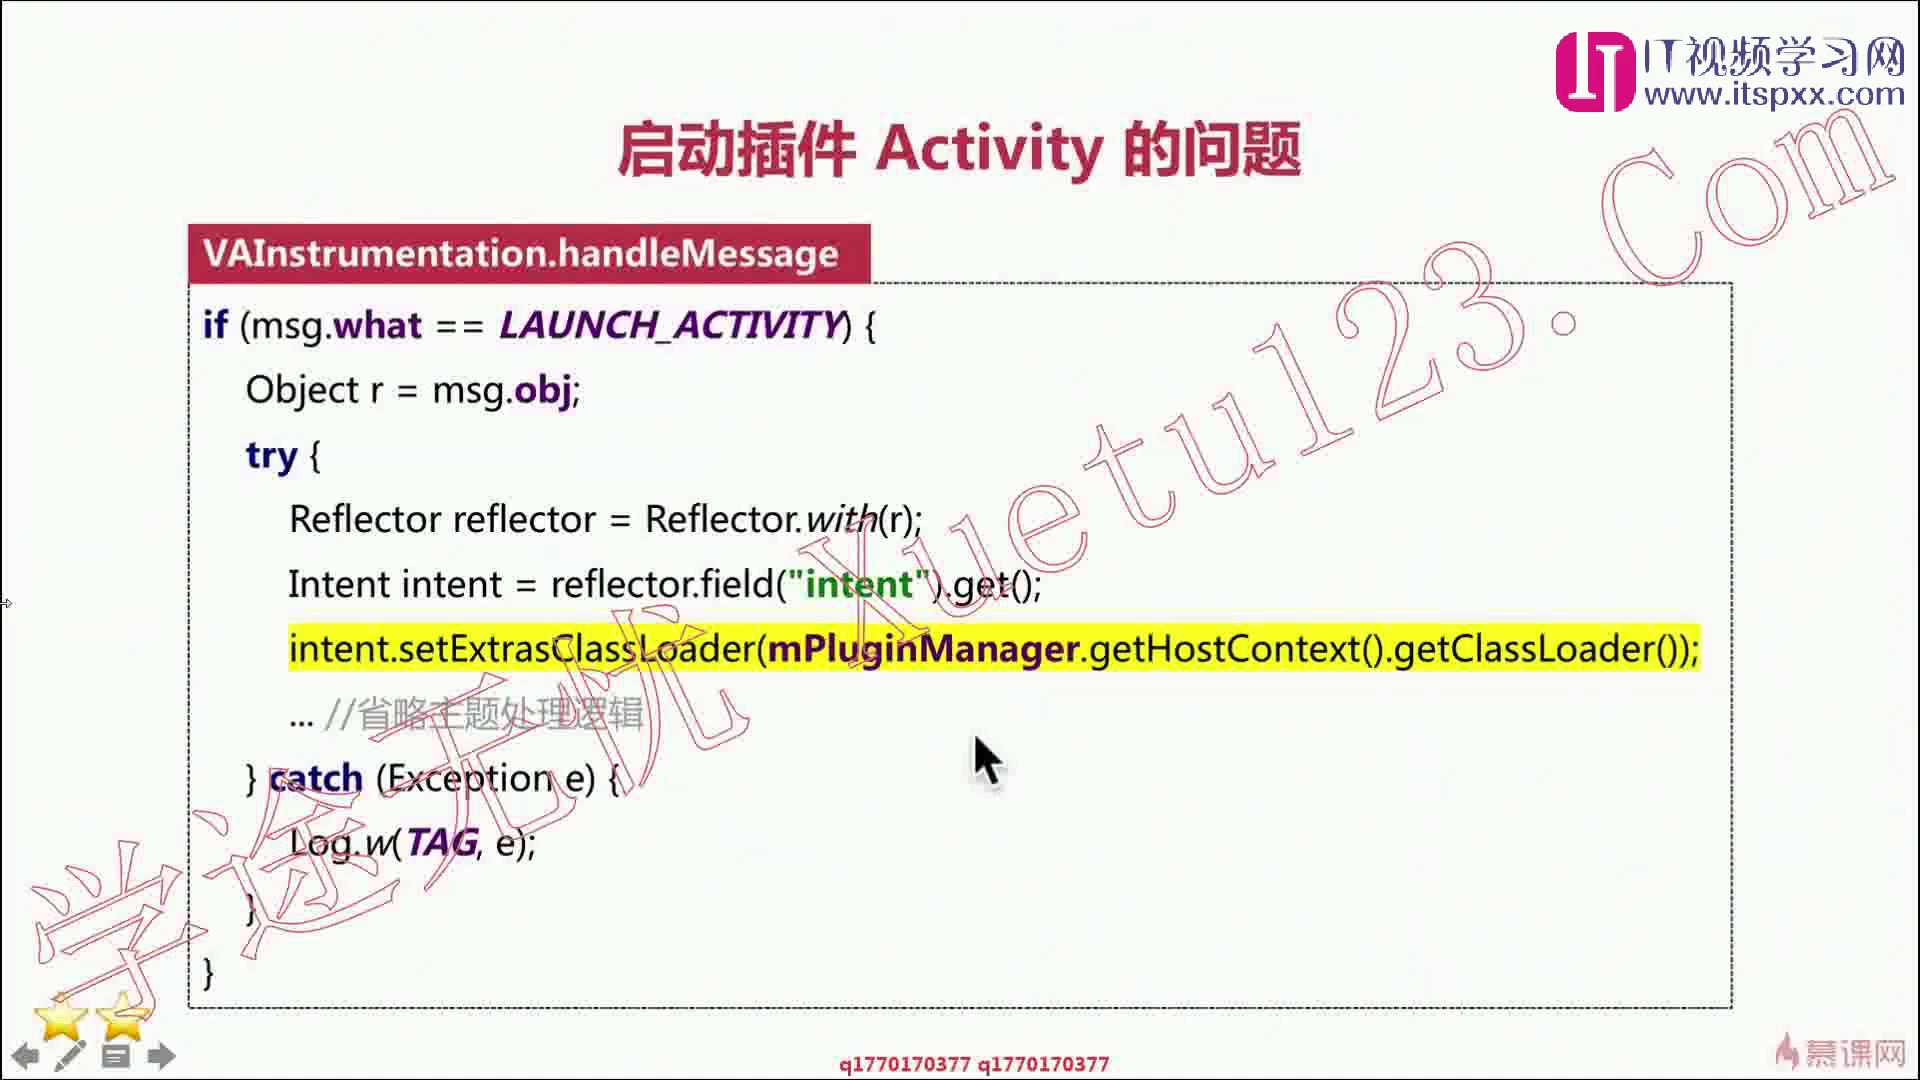 IT视频学习网
www.itspxx.com
启动插件 Activity 的问题
VAInstrumentation.handleMessage
if (msg.what == LAUNCH_ACTIVITY) {
Object r = msg.obj;
try {
Reflector reflector = Reflector.with(r);
Intent intent = reflector.field("intent").get();
intent.setExtrasClassLoader(mPluginManager.getHostContext().getClassLoader());
... //省略主题处理逻辑
} catch (Exception e) {
Log.w(TAG, e);
}
}
学途无忧 Xuetu123.Com
q1770170377 q1770170377
慕课网